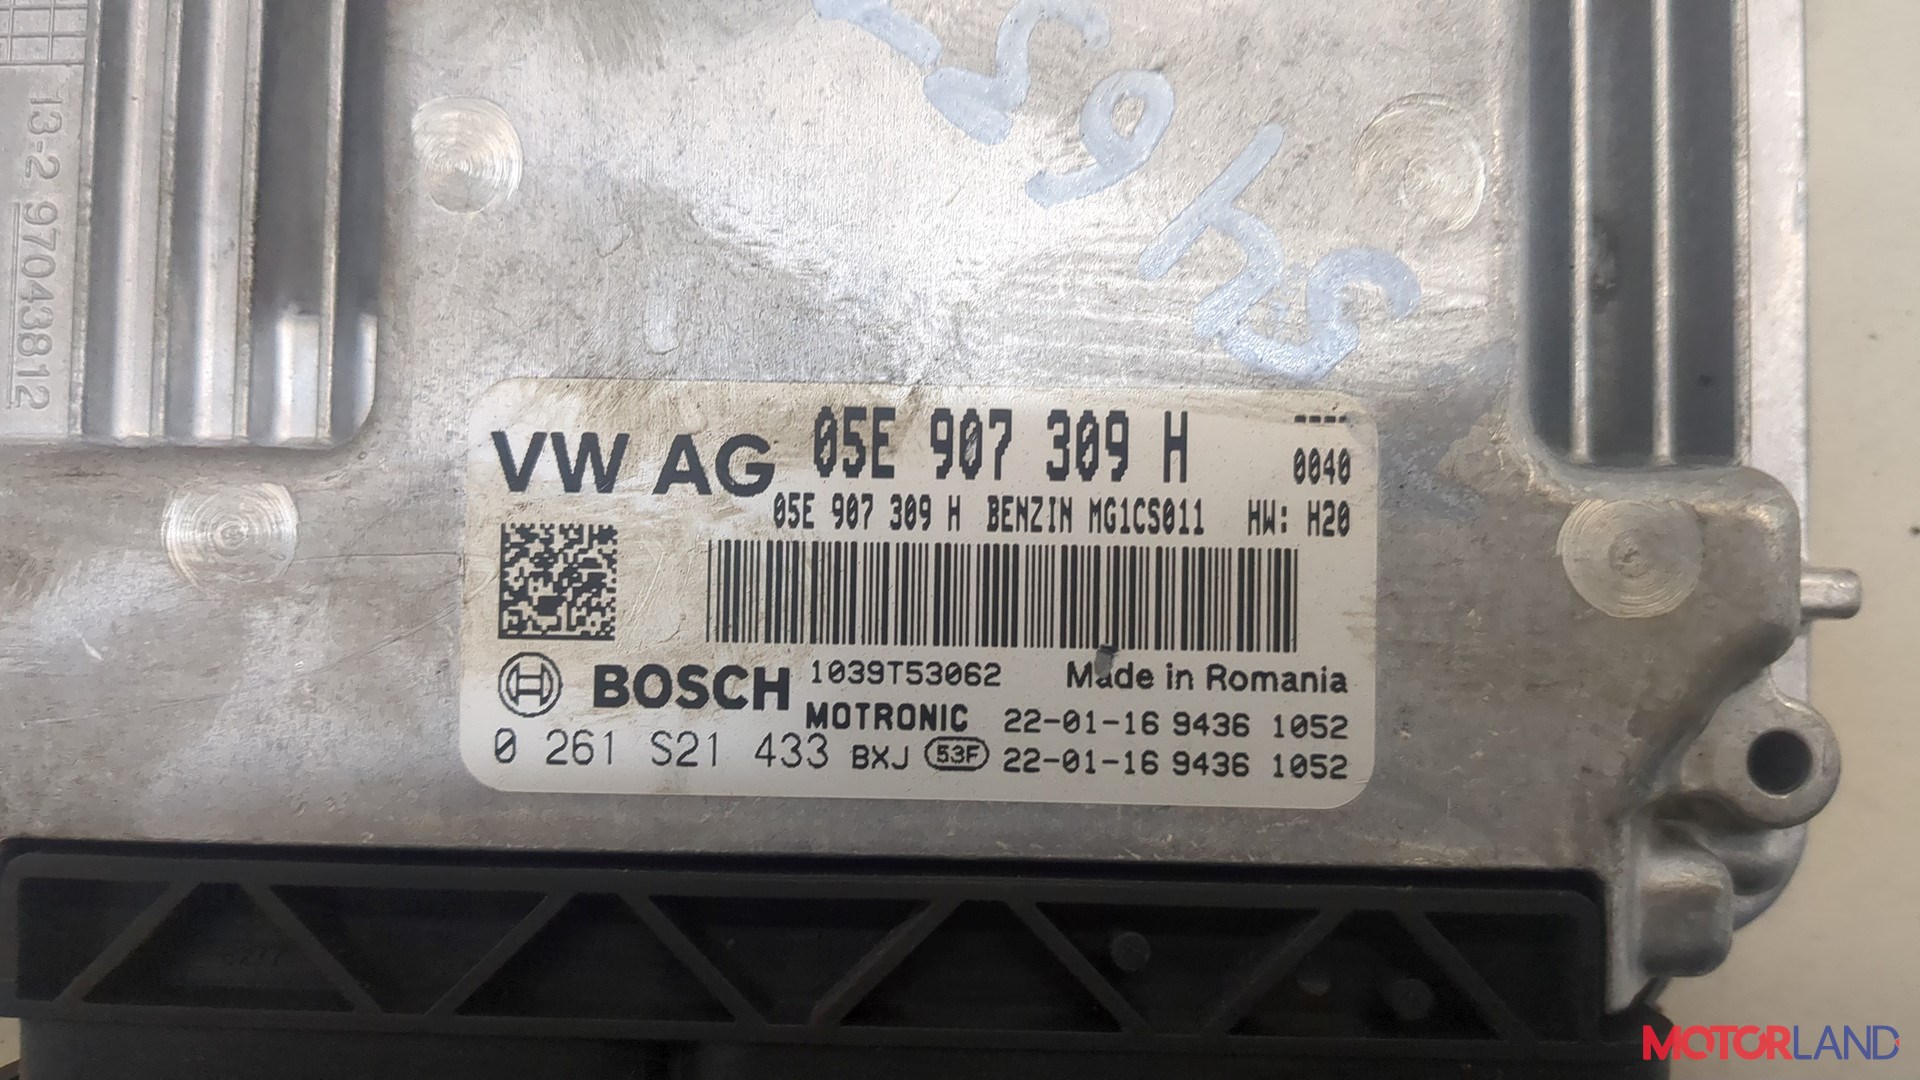 13-2 97043812
VW AG 05E 907 309 H ----
0040
05E 907 309 H BENZIN MG1CS011 HW: H20
BOSCH 1039T53062 Made in Romania
MOTRONIC 22-01-16 9436 1052
0 261 S21 433 BXJ 53F 22-01-16 9436 1052
MOTORLAND